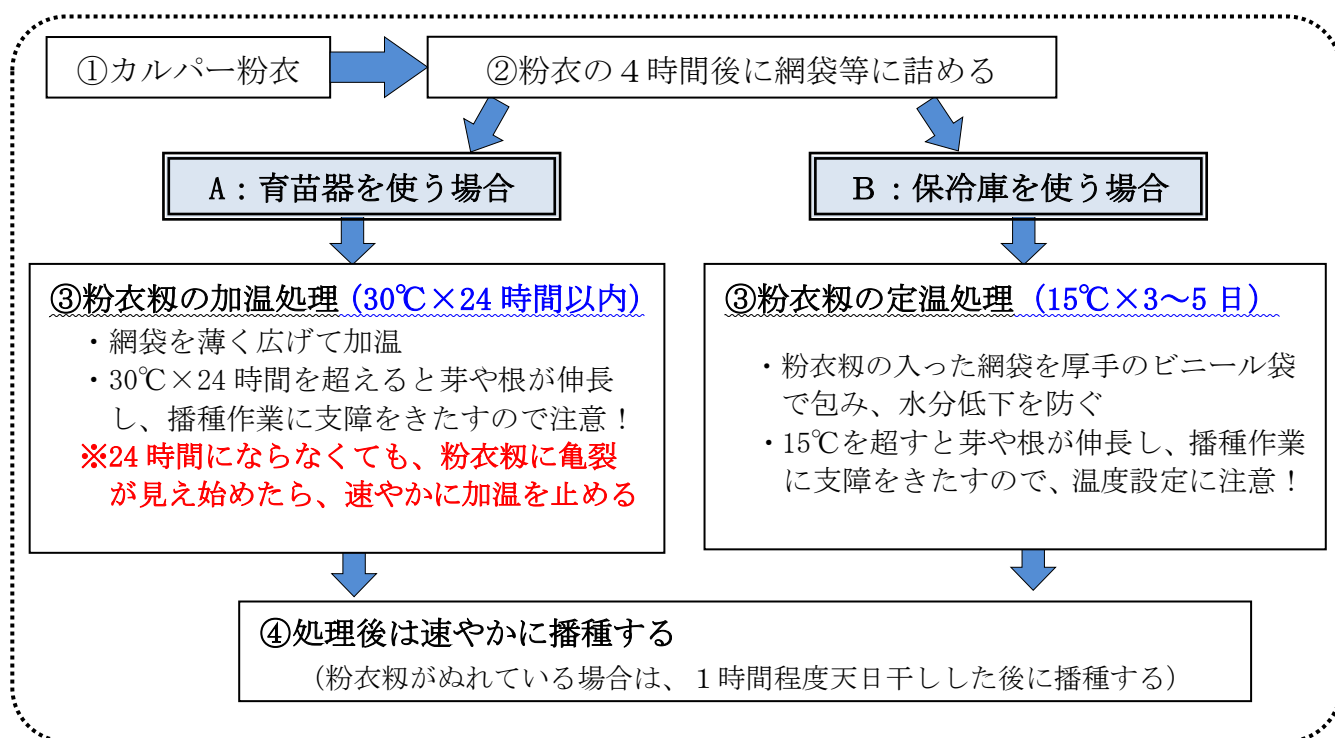 ①カルパー粉衣
②粉衣の４時間後に網袋等に詰める
A：育苗器を使う場合
③粉衣籾の加温処理（30℃×24 時間以内）
・網袋を薄く広げて加温
・30℃×24 時間を超えると芽や根が伸長
し、播種作業に支障をきたすので注意！
※24 時間にならなくても、粉衣籾に亀裂
が見え始めたら、速やかに加温を止める
Ｂ：保冷庫を使う場合
③粉衣籾の定温処理（15℃×3～5 日）
・粉衣籾の入った網袋を厚手のビニール袋
で包み、水分低下を防ぐ
・15℃を超すと芽や根が伸長し、播種作業
に支障をきたすので、温度設定に注意！
④処理後は速やかに播種する
（粉衣籾がぬれている場合は、１時間程度天日干しした後に播種する）